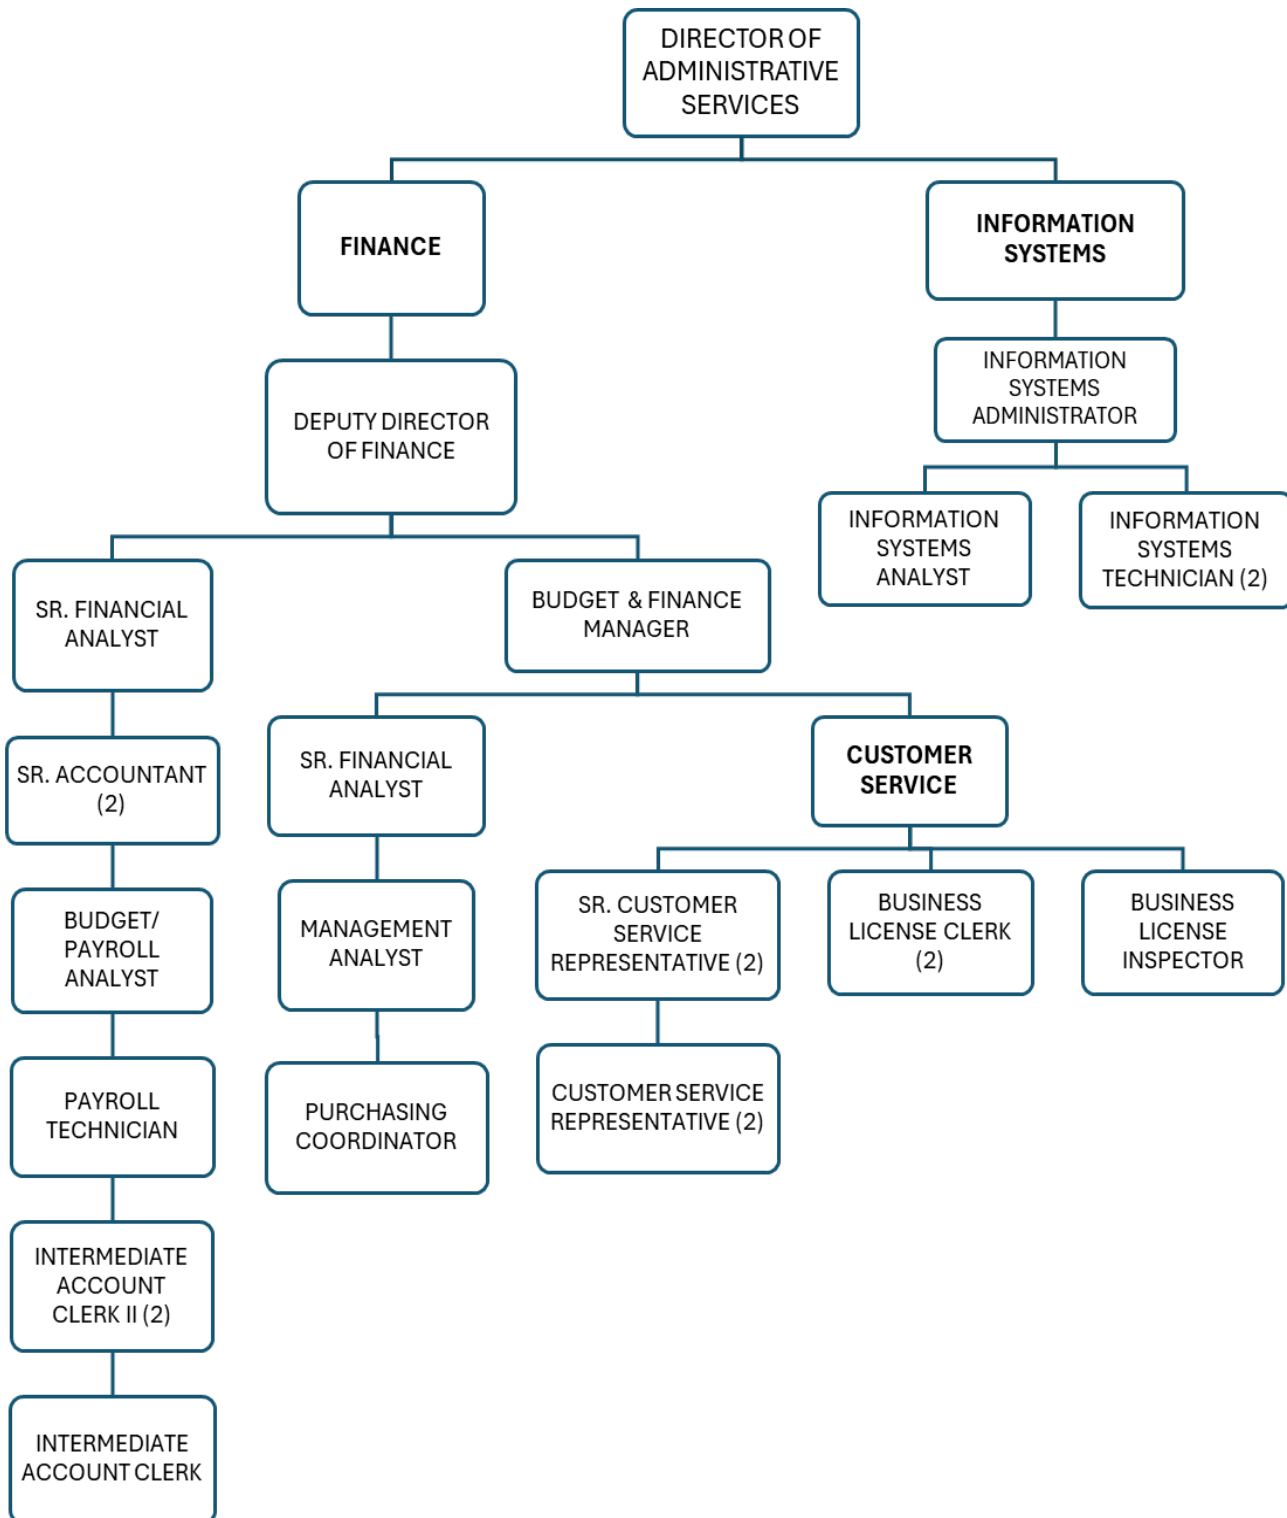 DIRECTOR OF
ADMINISTRATIVE
SERVICES
FINANCE
INFORMATION
SYSTEMS
DEPUTY DIRECTOR
OF FINANCE
INFORMATION
SYSTEMS
ADMINISTRATOR
INFORMATION
SYSTEMS
ANALYST
INFORMATION
SYSTEMS
TECHNICIAN (2)
SR. FINANCIAL
ANALYST
BUDGET & FINANCE
MANAGER
SR. ACCOUNTANT
(2)
SR. FINANCIAL
ANALYST
CUSTOMER
SERVICE
BUDGET/
PAYROLL
ANALYST
MANAGEMENT
ANALYST
SR. CUSTOMER
SERVICE
REPRESENTATIVE (2)
BUSINESS
LICENSE CLERK
(2)
BUSINESS
LICENSE
INSPECTOR
PAYROLL
TECHNICIAN
PURCHASING
COORDINATOR
CUSTOMER SERVICE
REPRESENTATIVE (2)
INTERMEDIATE
ACCOUNT
CLERK II (2)
INTERMEDIATE
ACCOUNT CLERK